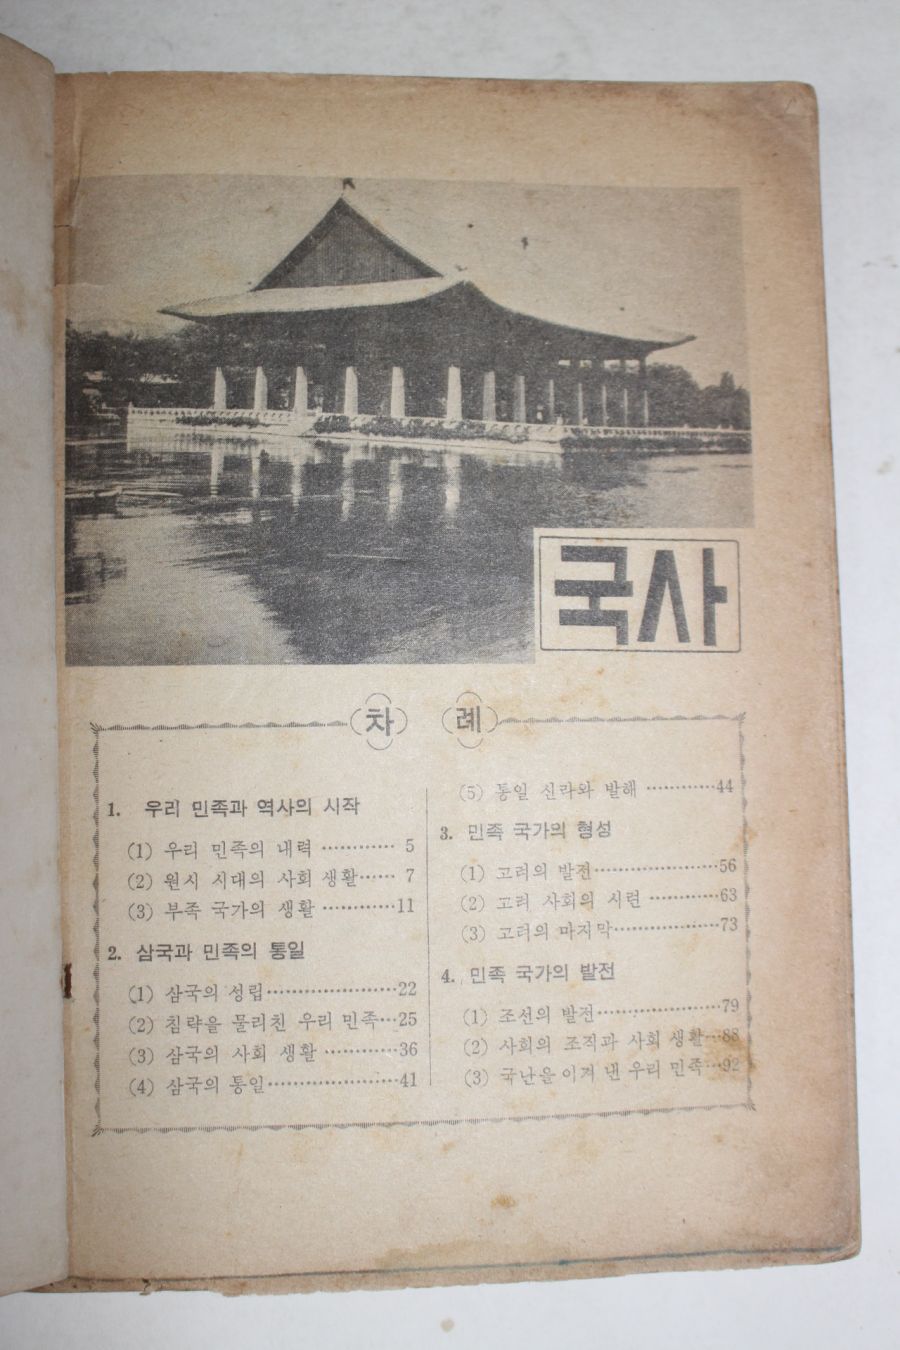 국사
차 례
1. 우리 민족과 역사의 시작
(1) 우리 민족의 내력 ············ 5
(2) 원시 시대의 사회 생활······ 7
(3) 부족 국가의 생활 ············11
2. 삼국과 민족의 통일
(1) 삼국의 성립·····················22
(2) 침략을 물리친 우리 민족···25
(3) 삼국의 사회 생활 ············36
(4) 삼국의 통일·····················41
(5) 통일 신라와 발해 ···········44
3. 민족 국가의 형성
(1) 고려의 발전·····················56
(2) 고려 사회의 시련 ············63
(3) 고려의 마지막··················73
4. 민족 국가의 발전
(1) 조선의 발전·····················79
(2) 사회의 조직과 사회 생활···88
(3) 국난을 이겨 낸 우리 민족···92